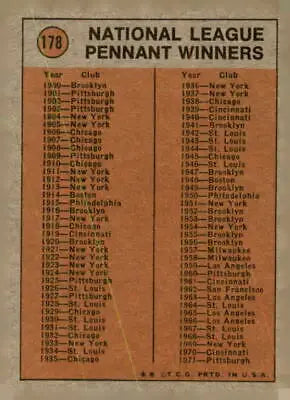 178
NATIONAL LEAGUE
PENNANT WINNERS
Year Club
1900—Brooklyn
1901—Pittsburgh
1902—Pittsburgh
1903—Pittsburgh
1904—New York
1905—New York
1906—Chicago
1907—Chicago
1908—Chicago
1909—Pittsburgh
1910—Chicago
1911—New York
1912—New York
1913—New York
1914—Boston
1915—Philadelphia
1916—Brooklyn
1917—New York
1918—Chicago
1919—Cincinnati
1920—Brooklyn
1921—New York
1922—New York
1923—New York
1924—New York
1925—Pittsburgh
1926—St. Louis
1927—Pittsburgh
1928—St. Louis
1929—Chicago
1930—St. Louis
1931—St. Louis
1932—Chicago
1933—New York
1934—St. Louis
1935—Chicago
Year Club
1936—New York
1937—New York
1938—Chicago
1939—Cincinnati
1940—Cincinnati
1941—Brooklyn
1942—St. Louis
1943—St. Louis
1944—St. Louis
1945—Chicago
1946—St. Louis
1947—Brooklyn
1948—Boston
1949—Brooklyn
1950—Philadelphia
1951—New York
1952—Brooklyn
1953—Brooklyn
1954—New York
1955—Brooklyn
1956—Brooklyn
1957—Milwaukee
1958—Milwaukee
1959—Los Angeles
1960—Pittsburgh
1961—Cincinnati
1962—San Francisco
1963—Los Angeles
1964—St. Louis
1965—Los Angeles
1966—Los Angeles
1967—St. Louis
1968—St. Louis
1969—New York
1970—Cincinnati
1971—Pittsburgh
T.C.G. PRTD. IN U.S.A.